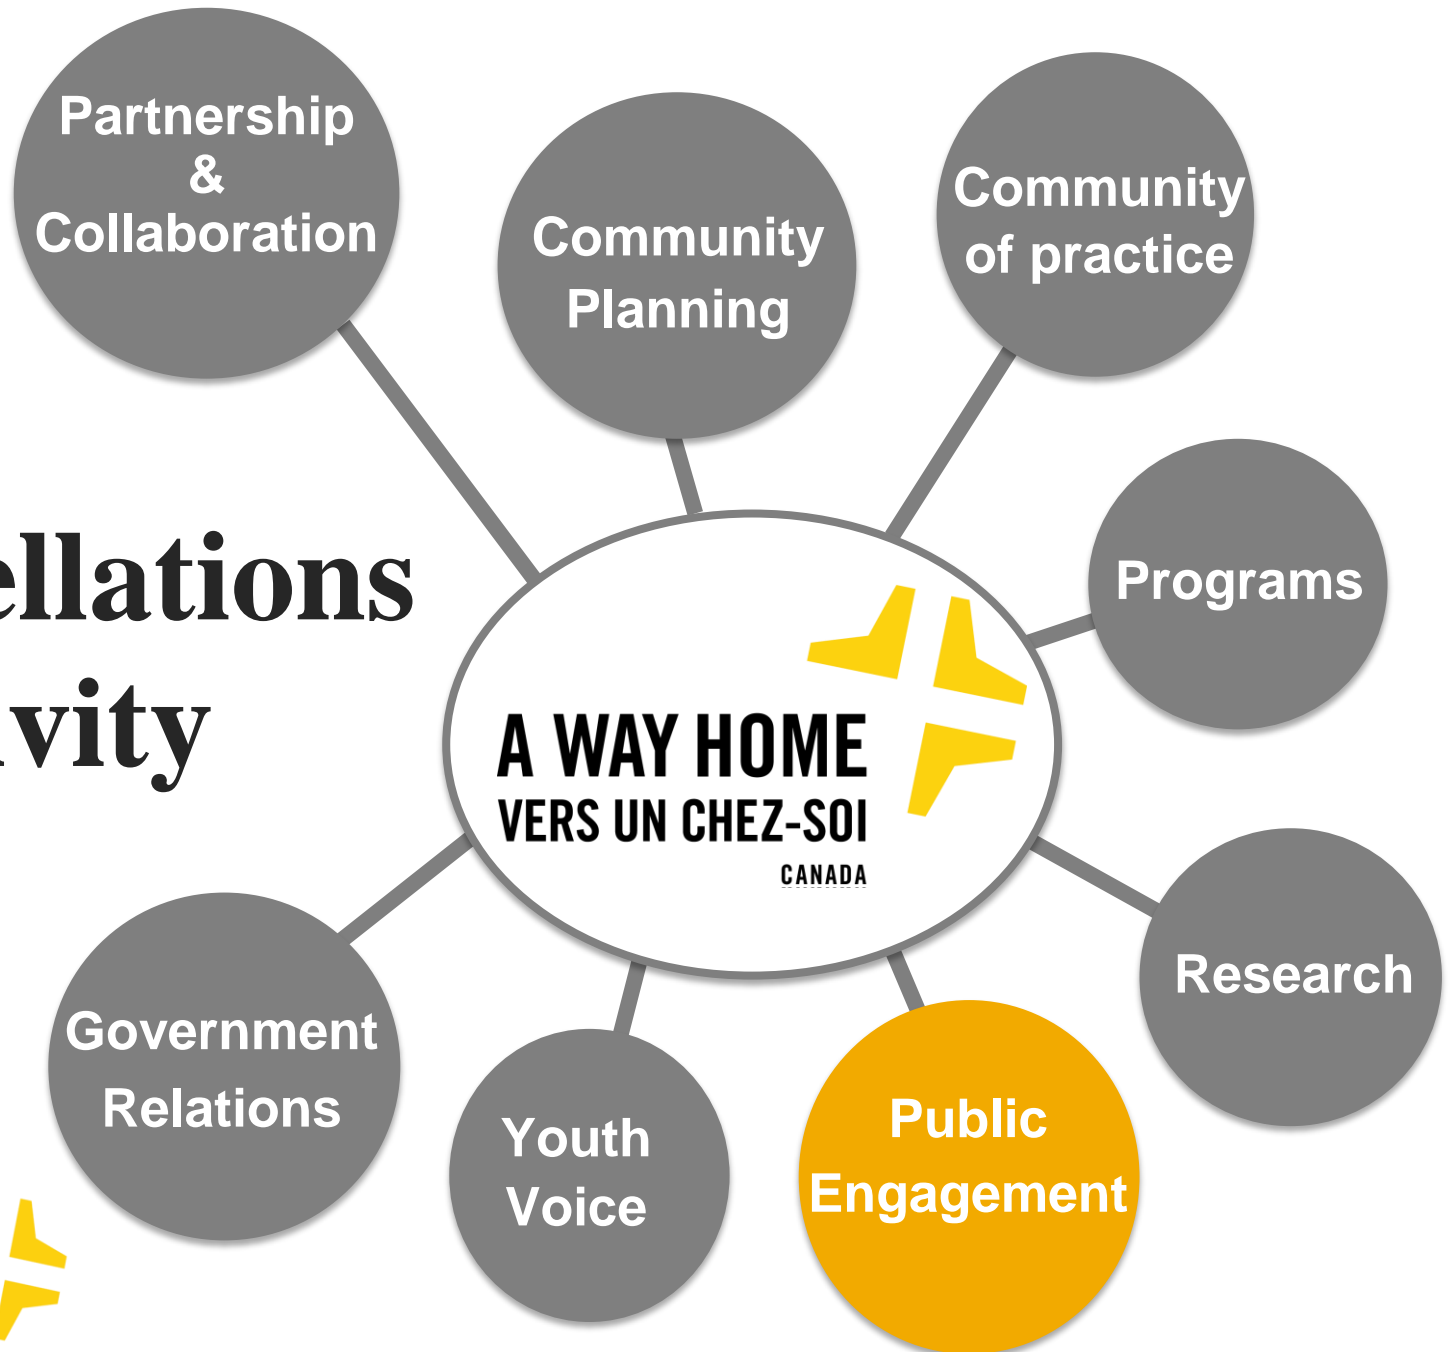 Partnership
&
Collaboration
Community
Planning
Community
of practice
Programs
ellations
vity
A WAY HOME
VERS UN CHEZ-SOI
CANADA
Research
Government
Relations
Youth
Voice
Public
Engagement